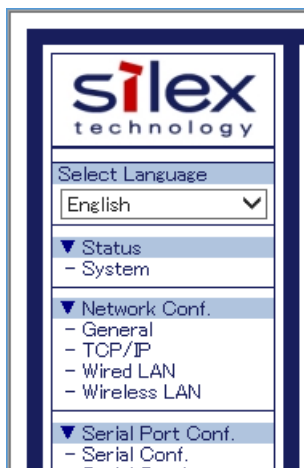 silex
technology
Select Language
English
▼ Status
- System
▼ Network Conf.
- General
- TCP/IP
- Wired LAN
- Wireless LAN
▼ Serial Port Conf.
- Serial Conf.